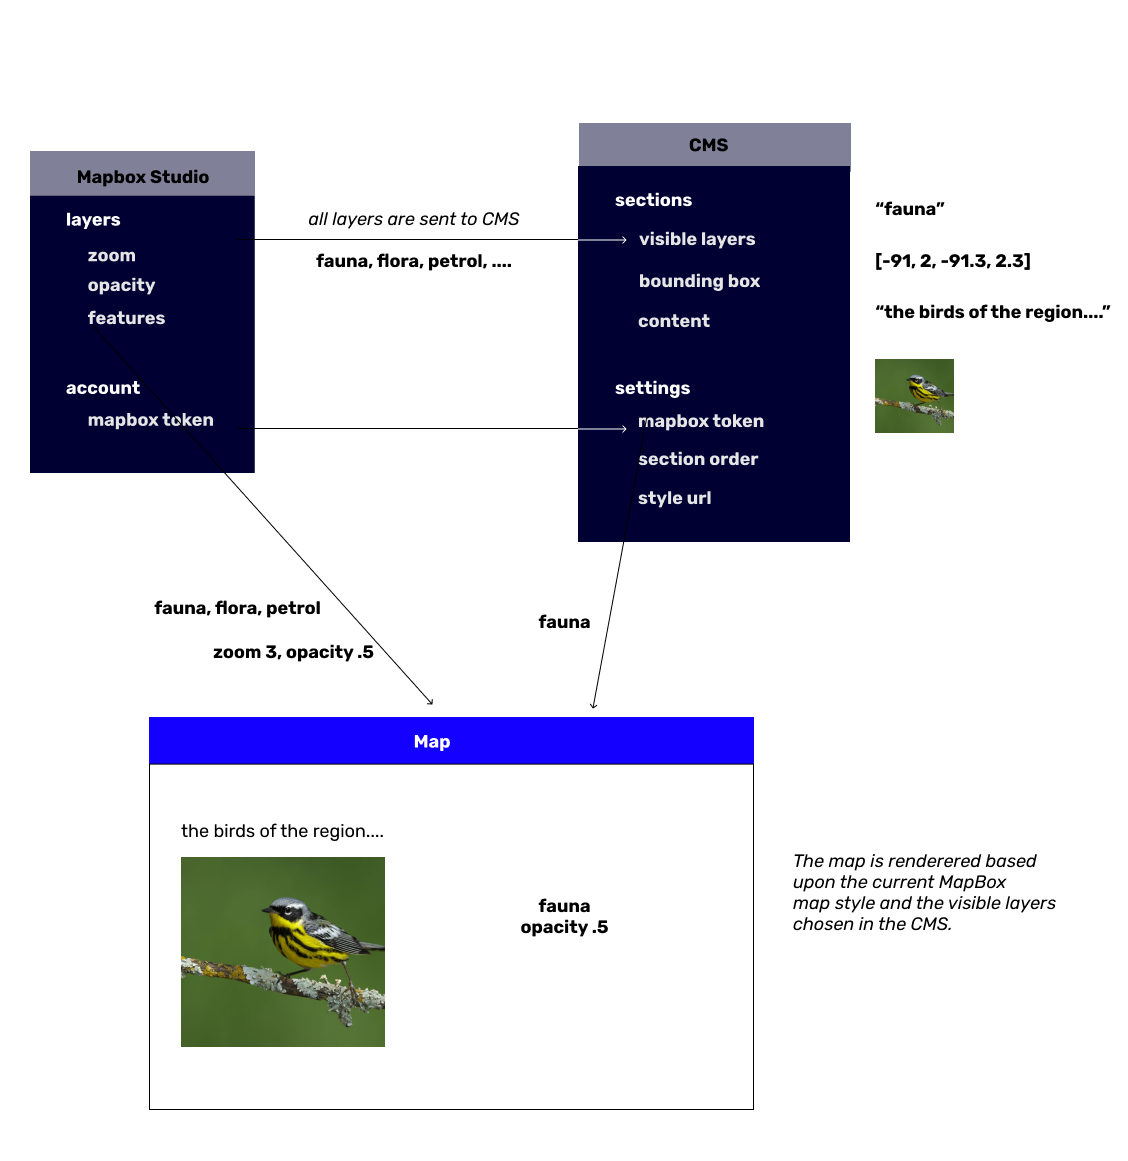 Mapbox Studio
layers
zoom
opacity
features
account
mapbox token
all layers are sent to CMS
fauna, flora, petrol, ....
CMS
sections
visible layers
bounding box
content
settings
mapbox token
section order
style url
“fauna”
[-91, 2, -91.3, 2.3]
“the birds of the region....”
fauna, flora, petrol
zoom 3, opacity .5
fauna
Map
the birds of the region....
fauna
opacity .5
The map is renderered based
upon the current MapBox
map style and the visible layers
chosen in the CMS.